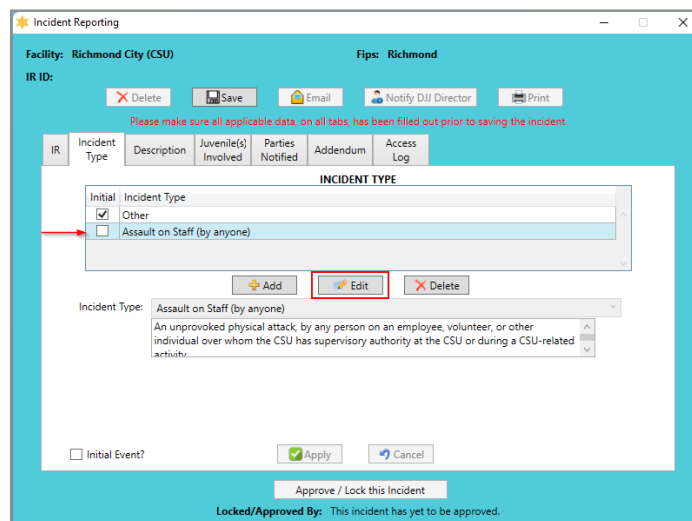 Incident Reporting
Facility: Richmond City (CSU) Fips: Richmond
IR ID:
Delete Save Email Notify DJJ Director Print
Please make sure all applicable data, on all tabs, has been filled out prior to saving the incident.
IR Incident Type Description Juvenile(s) Involved Parties Notified Addendum Access Log
INCIDENT TYPE
Initial Incident Type
Other
Assault on Staff (by anyone)
Add Edit Delete
Incident Type: Assault on Staff (by anyone)
An unprovoked physical attack, by any person on an employee, volunteer, or other
individual over whom the CSU has supervisory authority at the CSU or during a CSU-related
activity
Initial Event? Apply Cancel
Approve / Lock this Incident
Locked/Approved By: This incident has yet to be approved.